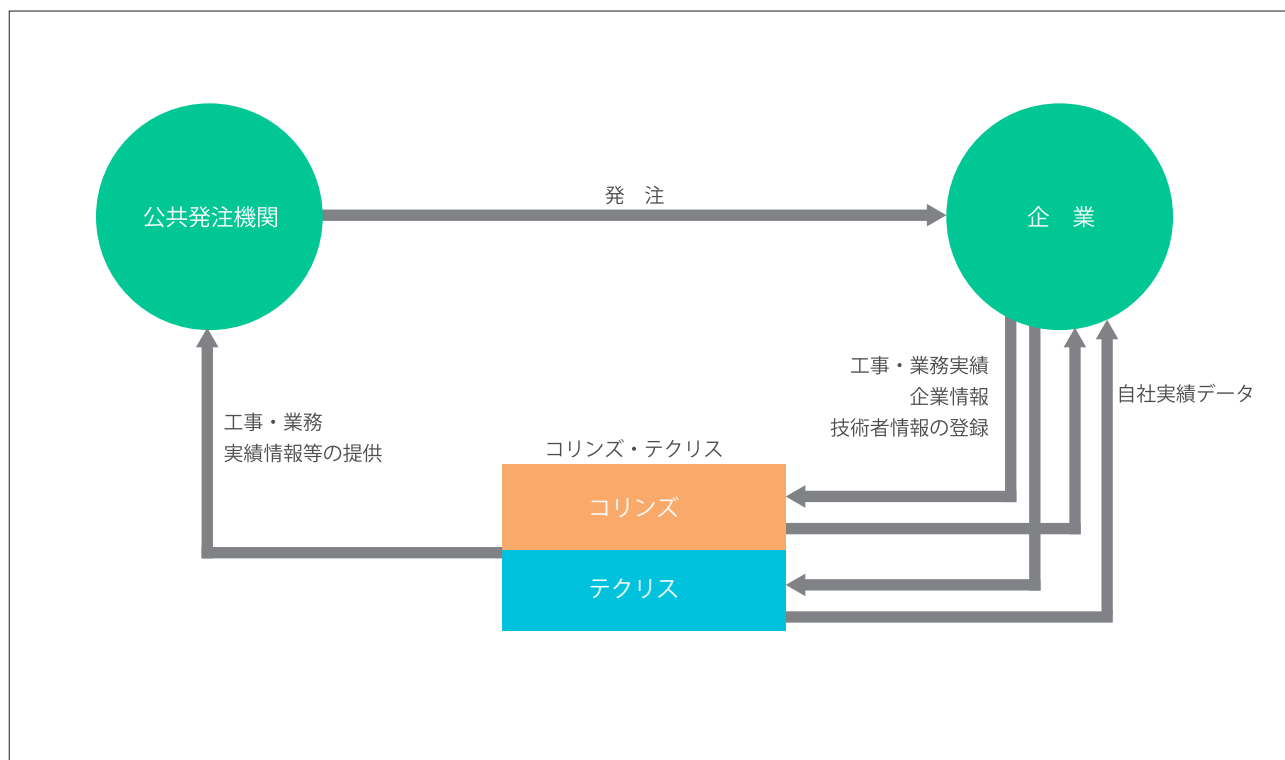 発　注
公共発注機関
企　業
工事・業務実績
企業情報
技術者情報の登録
自社実績データ
工事・業務
実績情報等の提供
コリンズ・テクリス
コリンズ
テクリス